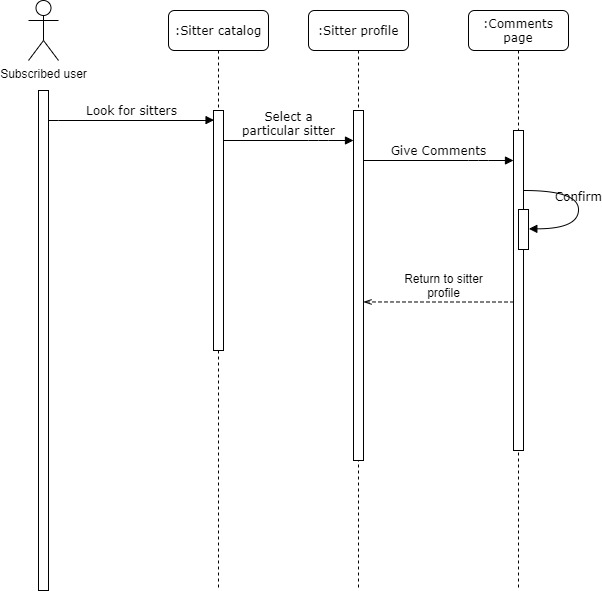 :Sitter catalog
:Sitter profile
:Comments
page
Subscribed user
Look for sitters
Select a
particular sitter
Give Comments
Confirm
Return to sitter
profile